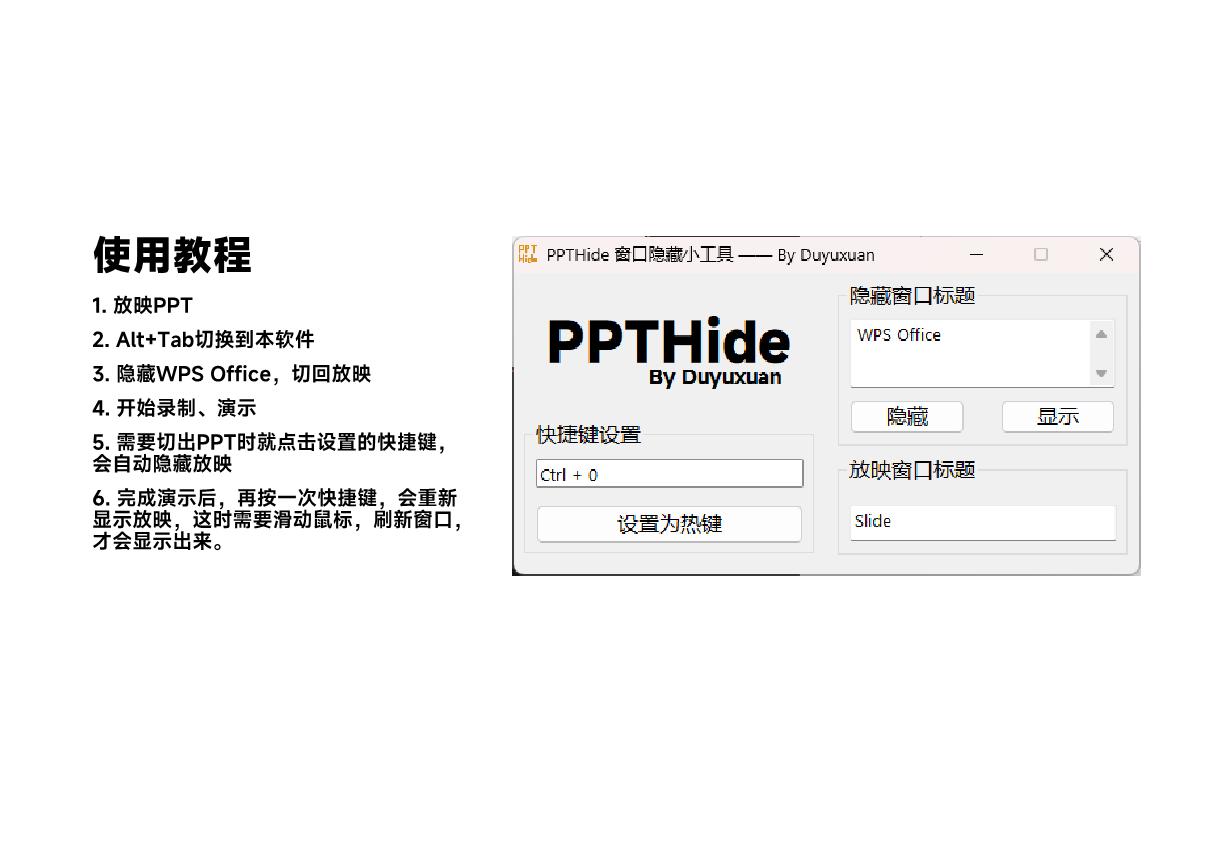 使用教程
1. 放映PPT
2. Alt+Tab切换到本软件
3. 隐藏WPS Office，切回放映
4. 开始录制、演示
5. 需要切出PPT时就点击设置的快捷键，
会自动隐藏放映
6. 完成演示后，再按一次快捷键，会重新
显示放映，这时需要滑动鼠标，刷新窗口，
才会显示出来。
PPT
Hide
PPTHide 窗口隐藏小工具 —— By Duyuxuan
PPTHide
By Duyuxuan
快捷键设置
Ctrl + 0
设置为热键
隐藏窗口标题
WPS Office
隐藏
显示
放映窗口标题
Slide